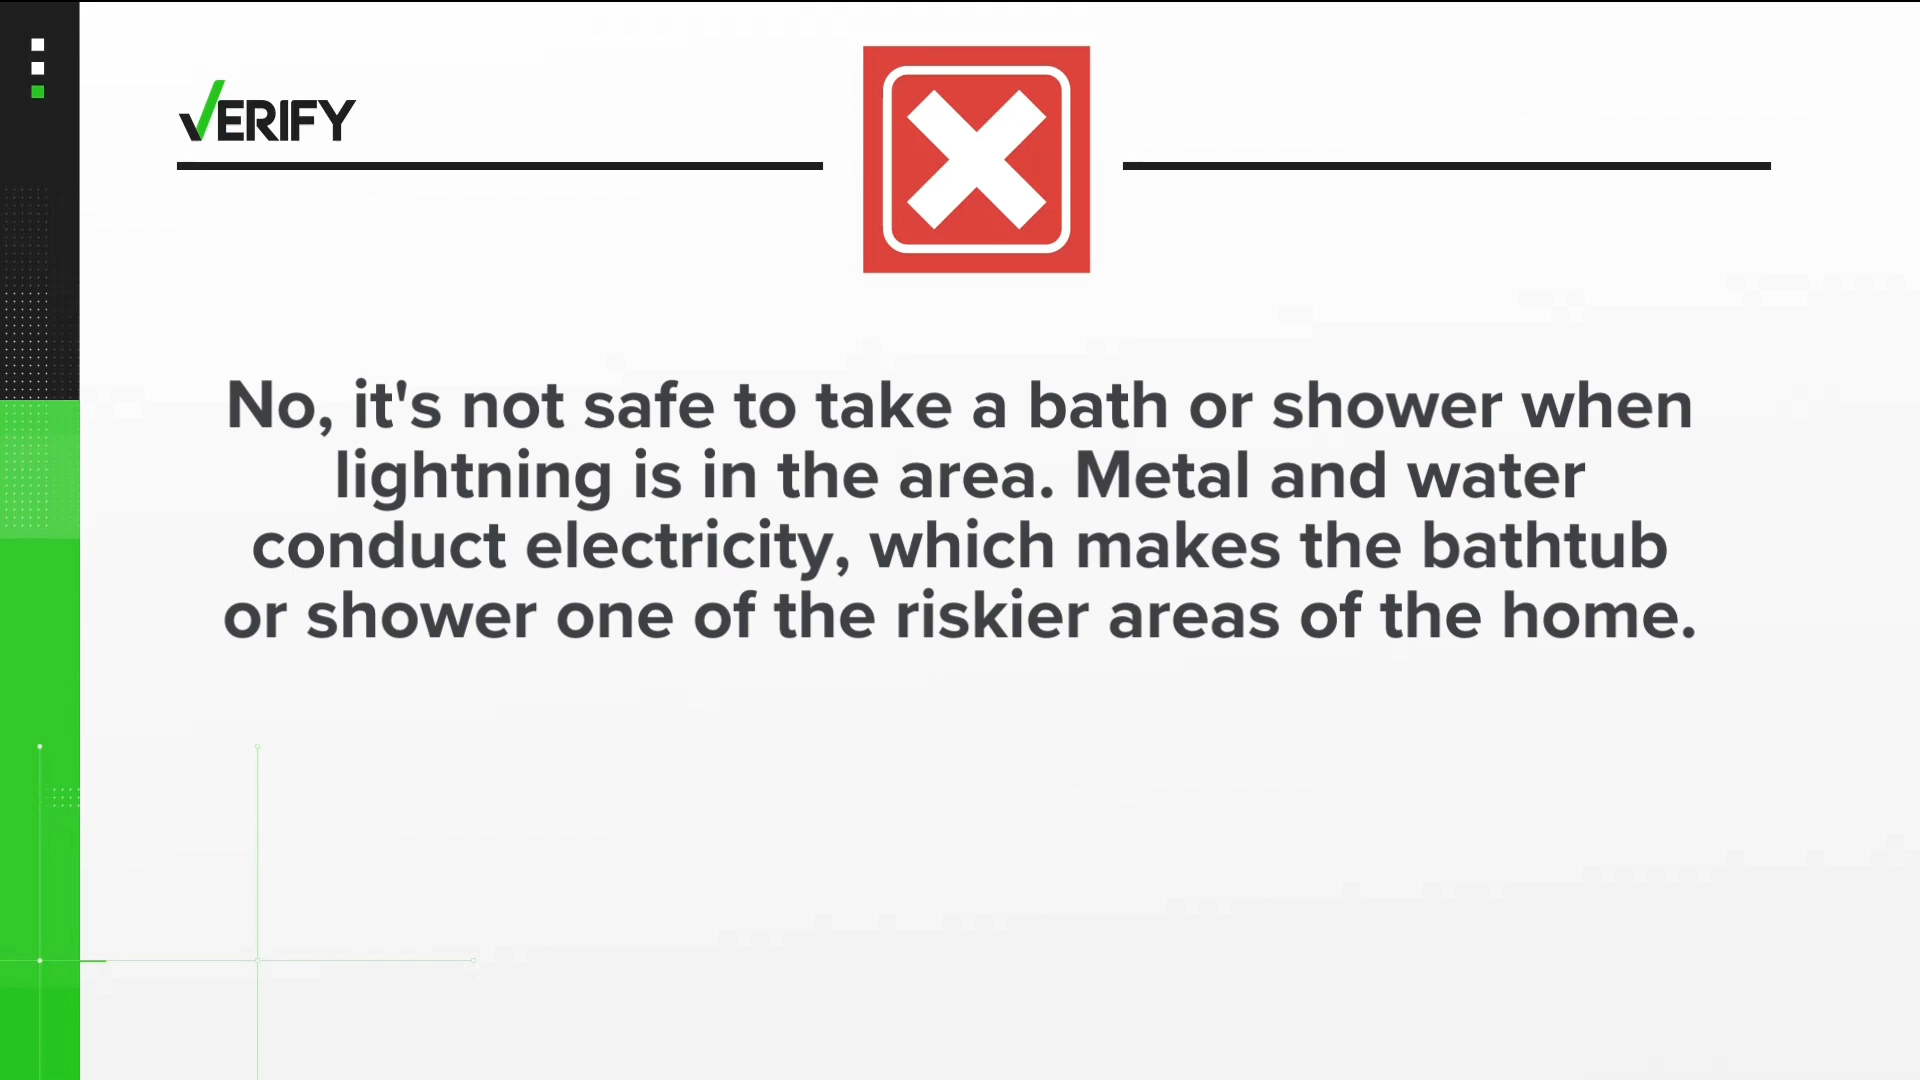 VERIFY
No, it's not safe to take a bath or shower when
lightning is in the area. Metal and water
conduct electricity, which makes the bathtub
or shower one of the riskier areas of the home.